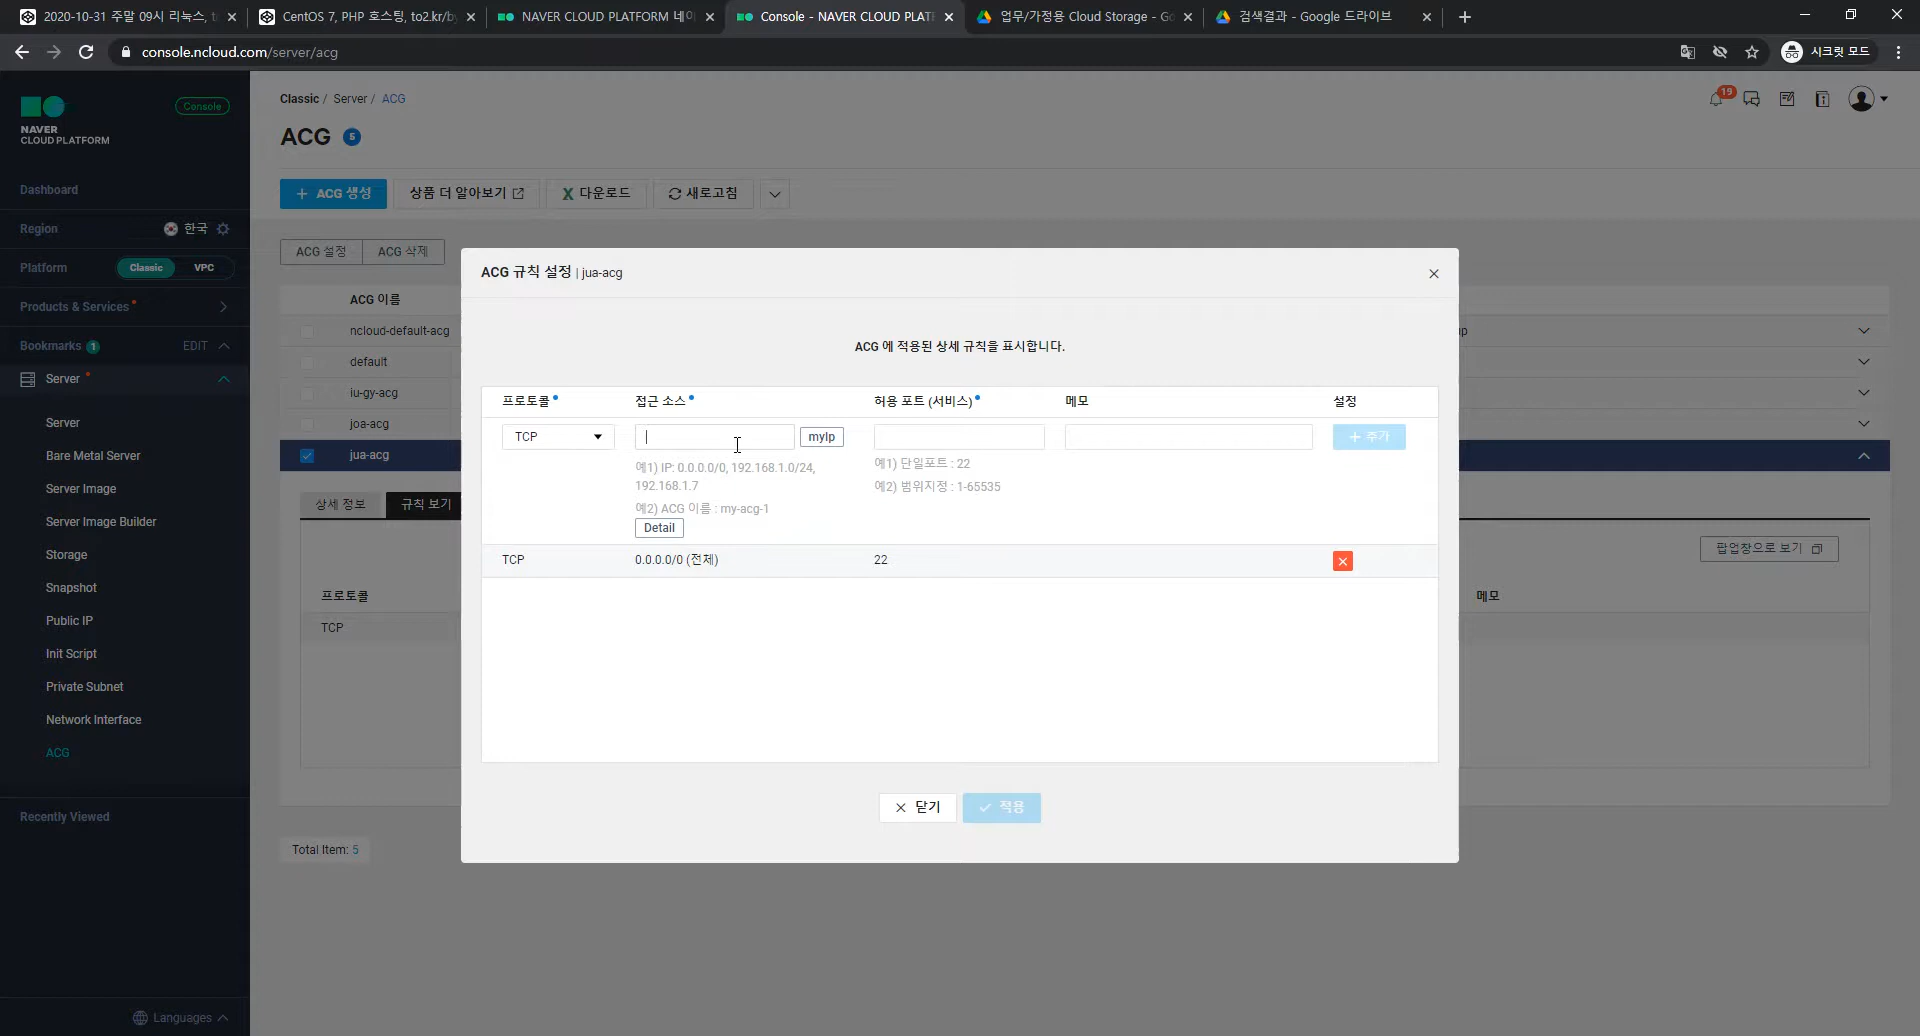 2020-10-31 주말 09시 리눅스, t
CentOS 7, PHP 호스팅, to2.kr/b
NAVER CLOUD PLATFORM 네이
Console - NAVER CLOUD PLAT
업무/가정용 Cloud Storage - Go
검색결과 - Google 드라이브
console.ncloud.com/server/acg
시크릿 모드
NAVER
CLOUD PLATFORM
Console
Dashboard
Region
한국
Platform
Classic
VPC
Products & Services
Bookmarks 1
EDIT
Server
Server
Bare Metal Server
Server Image
Server Image Builder
Storage
Snapshot
Public IP
Init Script
Private Subnet
Network Interface
ACG
Recently Viewed
Languages
Classic / Server / ACG
19
ACG 5
+ ACG 생성
상품 더 알아보기
다운로드
새로고침
ACG 설정
ACG 삭제
ACG 이름
ncloud-default-acg
up
default
iu-gy-acg
joa-acg
jua-acg
상세 정보
규칙 보기
팝업창으로 보기
프로토콜
메모
TCP
Total Item: 5
ACG 규칙 설정 | jua-acg
ACG 에 적용된 상세 규칙을 표시합니다.
프로토콜
접근 소스
허용 포트 (서비스)
메모
설정
TCP
myIp
+ 추가
예1) IP: 0.0.0.0/0, 192.168.1.0/24,
192.168.1.7
예2) ACG 이름 : my-acg-1
Detail
예1) 단일포트 : 22
예2) 범위지정 : 1-65535
TCP
0.0.0.0/0 (전체)
22
닫기
적용